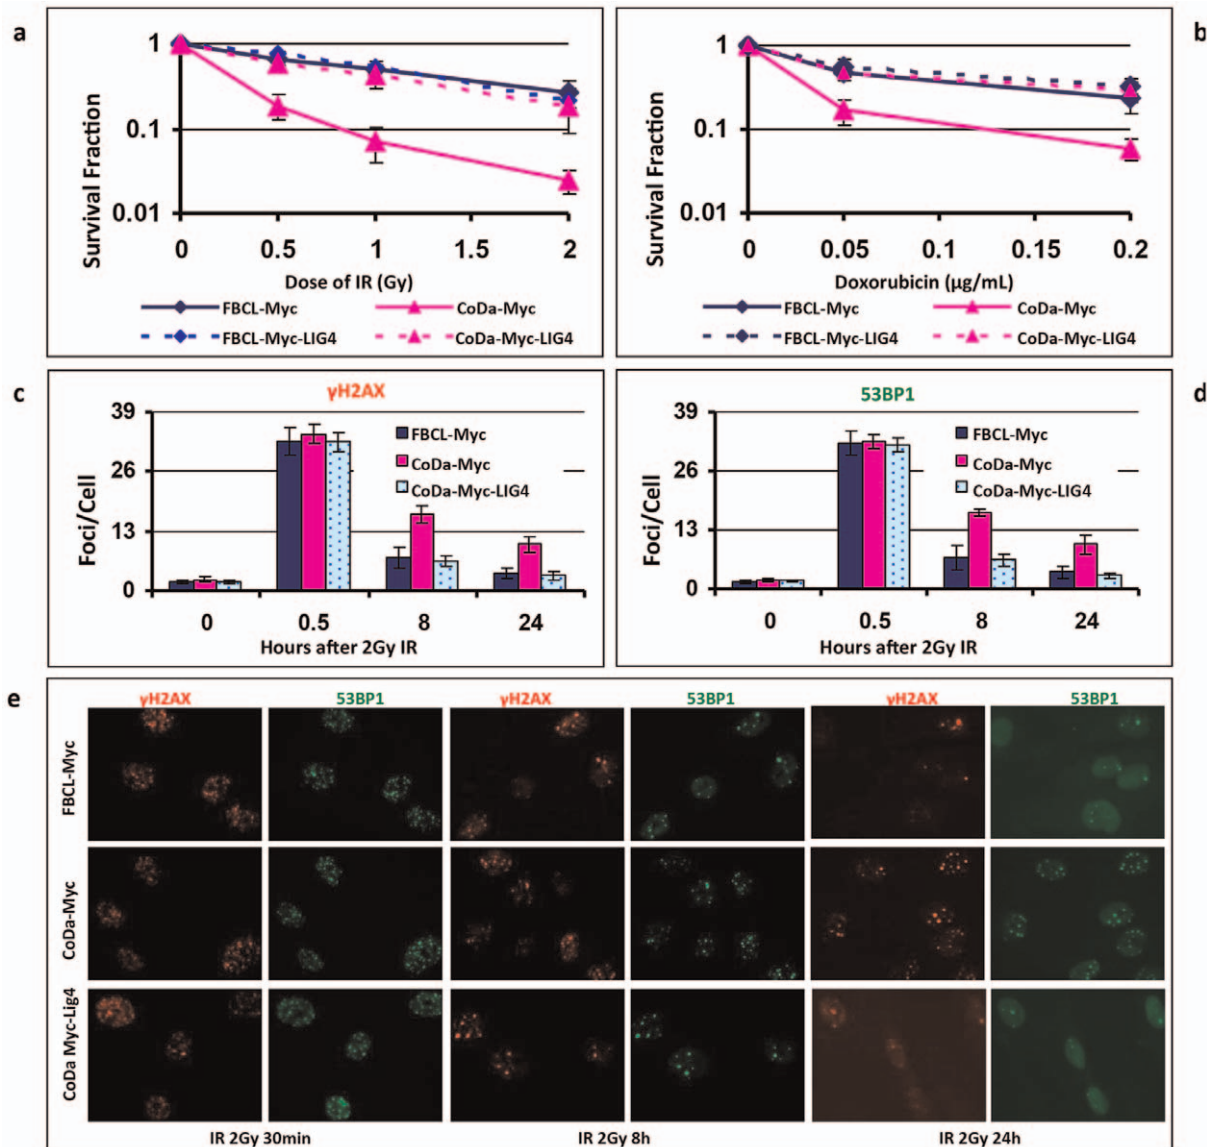 a
b
1
0.1
0.01
Survival Fraction
0 0.5 1 1.5 2
Dose of IR (Gy)
FBCL-Myc CoDa-Myc
FBCL-Myc-LIG4 CoDa-Myc-LIG4
1
0.1
0.01
Survival Fraction
0 0.05 0.1 0.15 0.2
Doxorubicin (µg/mL)
FBCL-Myc CoDa-Myc
FBCL-Myc-LIG4 CoDa-Myc-LIG4
c
d
γH2AX
39
26
13
0
Foci/Cell
FBCL-Myc
CoDa-Myc
CoDa-Myc-LIG4
0 0.5 8 24
Hours after 2Gy IR
53BP1
39
26
13
0
Foci/Cell
FBCL-Myc
CoDa-Myc
CoDa-Myc-LIG4
0 0.5 8 24
Hours after 2Gy IR
e
γH2AX 53BP1 γH2AX 53BP1 γH2AX 53BP1
FBCL-Myc
CoDa-Myc
CoDa Myc-Lig4
IR 2Gy 30min IR 2Gy 8h IR 2Gy 24h